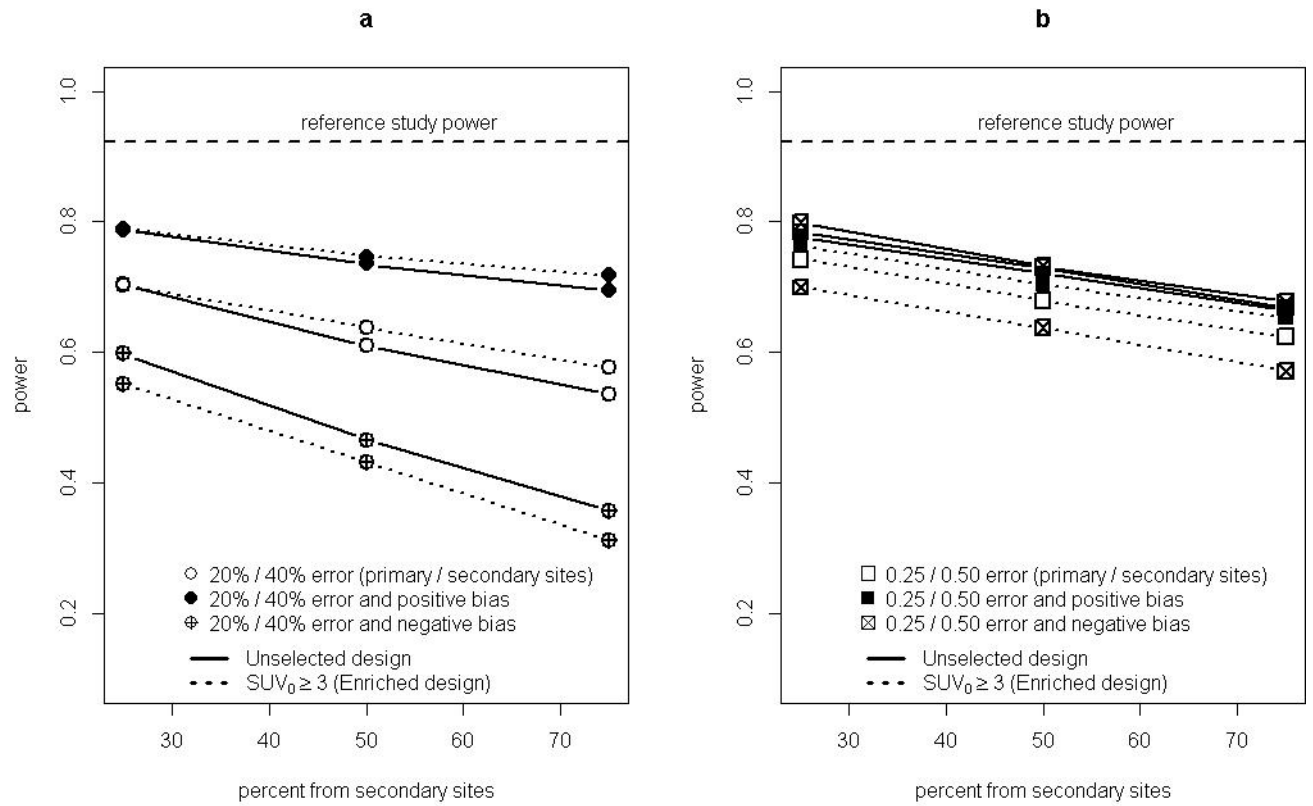 a
1.0
0.8
0.6
0.4
0.2
power
reference study power
20% / 40% error (primary / secondary sites)
20% / 40% error and positive bias
20% / 40% error and negative bias
Unselected design
SUV₀ ≥ 3 (Enriched design)
30 40 50 60 70
percent from secondary sites
b
1.0
0.8
0.6
0.4
0.2
power
reference study power
0.25 / 0.50 error (primary / secondary sites)
0.25 / 0.50 error and positive bias
0.25 / 0.50 error and negative bias
Unselected design
SUV₀ ≥ 3 (Enriched design)
30 40 50 60 70
percent from secondary sites